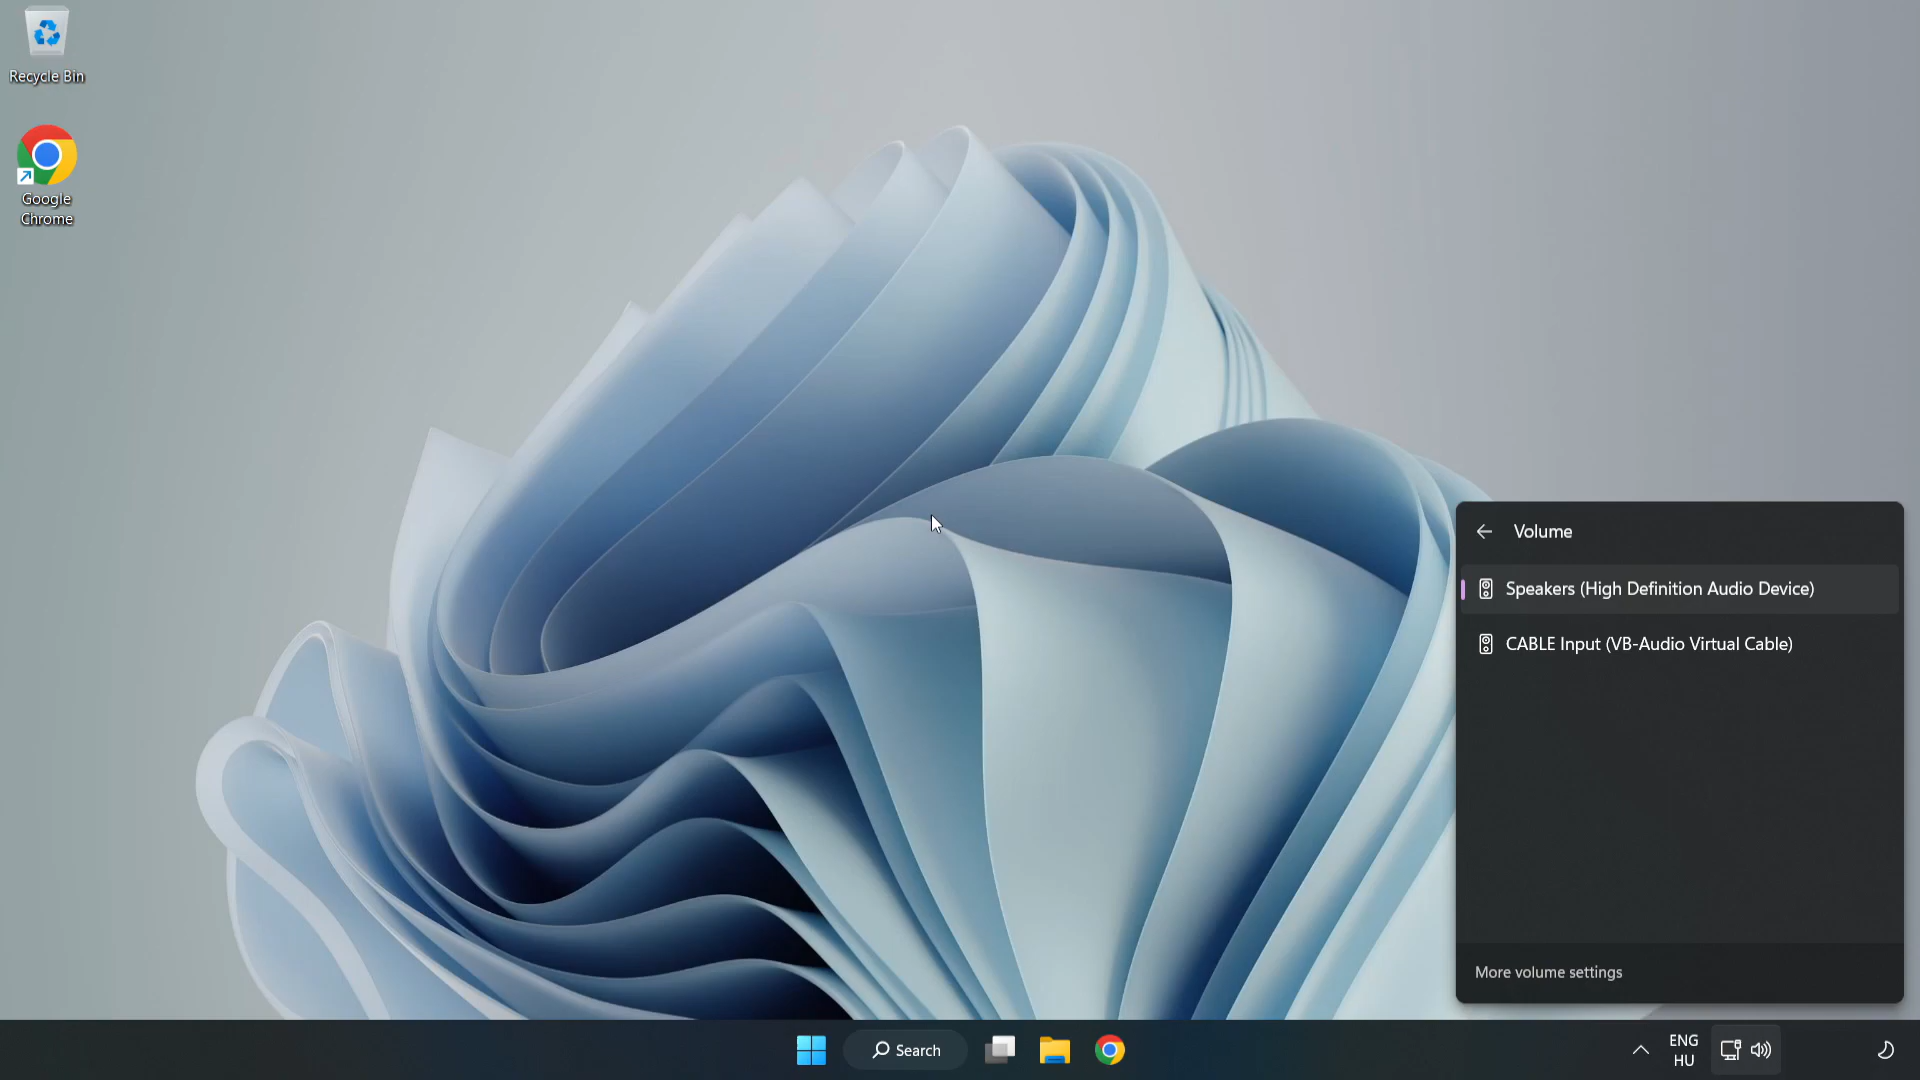 Recycle Bin
Google
Chrome
Volume
Speakers (High Definition Audio Device)
CABLE Input (VB-Audio Virtual Cable)
More volume settings
Search
ENG
HU